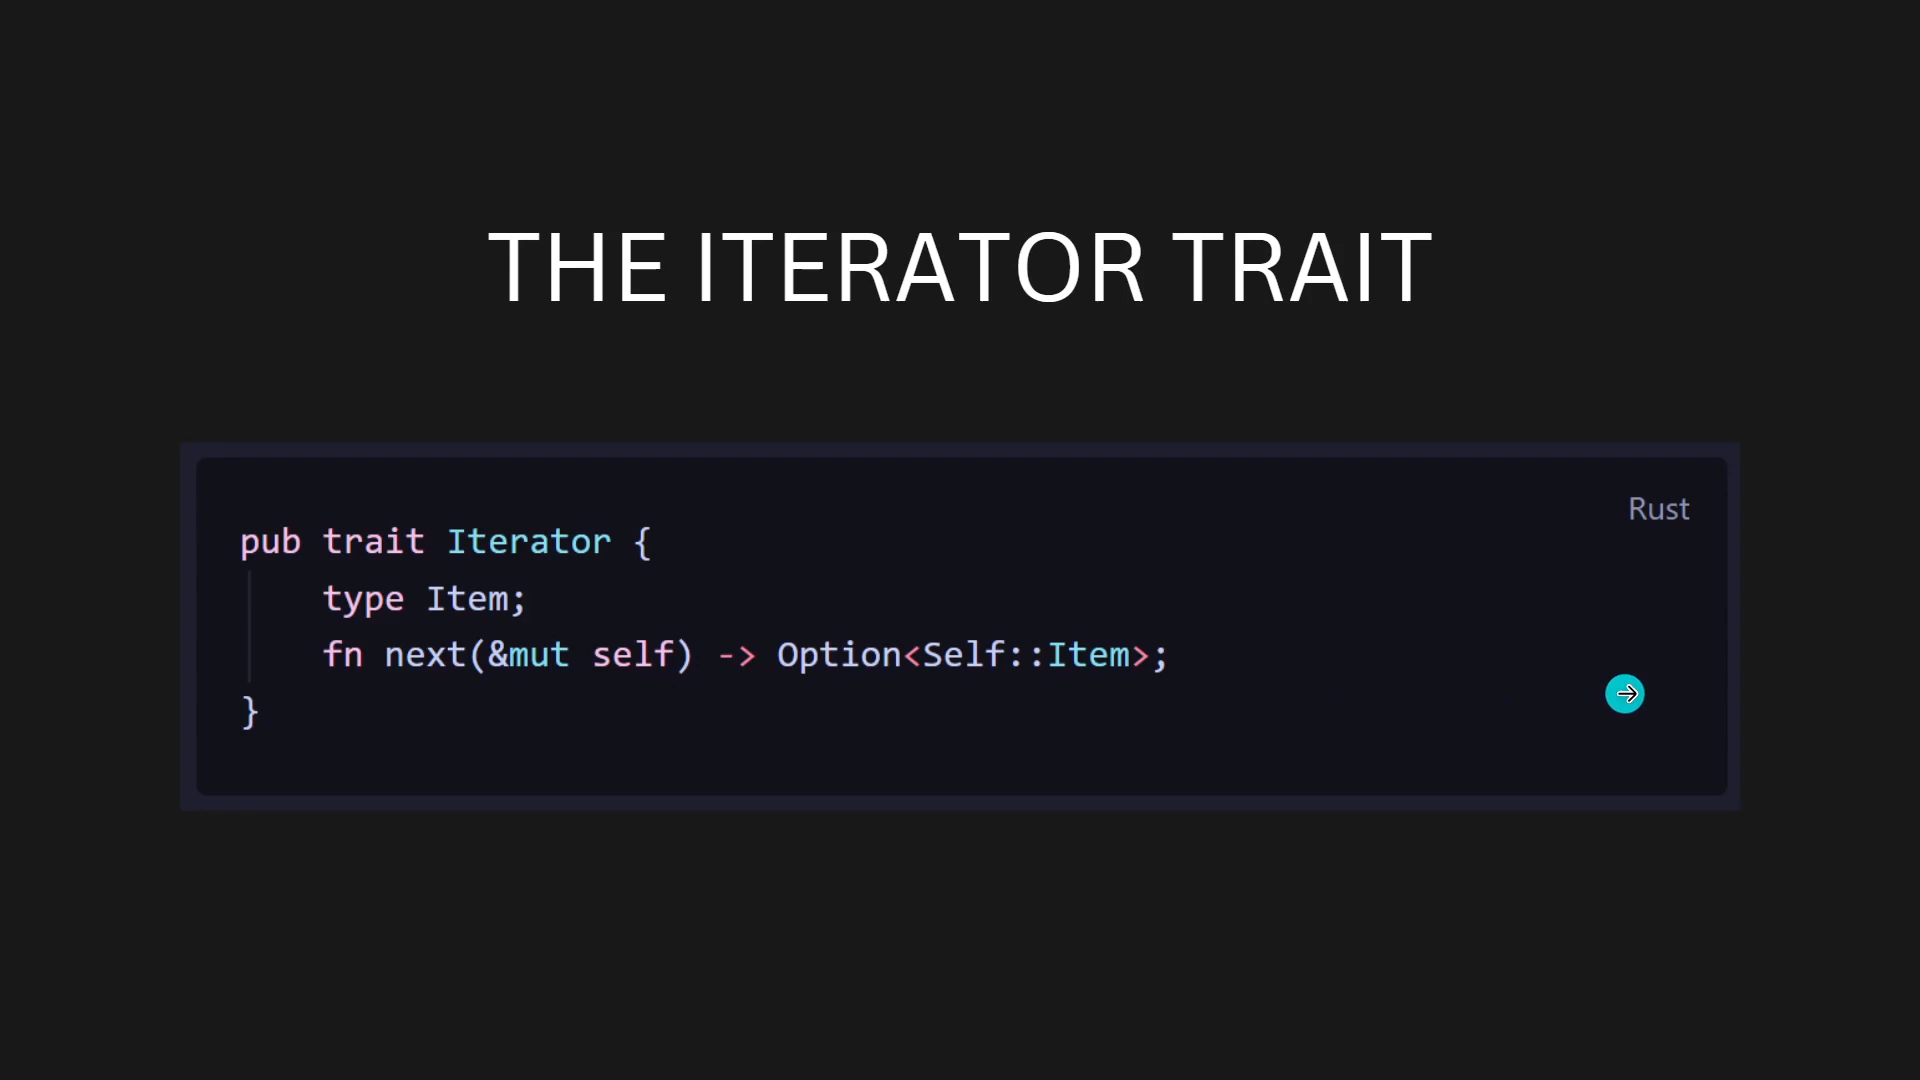 THE ITERATOR TRAIT
Rust
pub trait Iterator {
    type Item;
    fn next(&mut self) -> Option<Self::Item>;
}